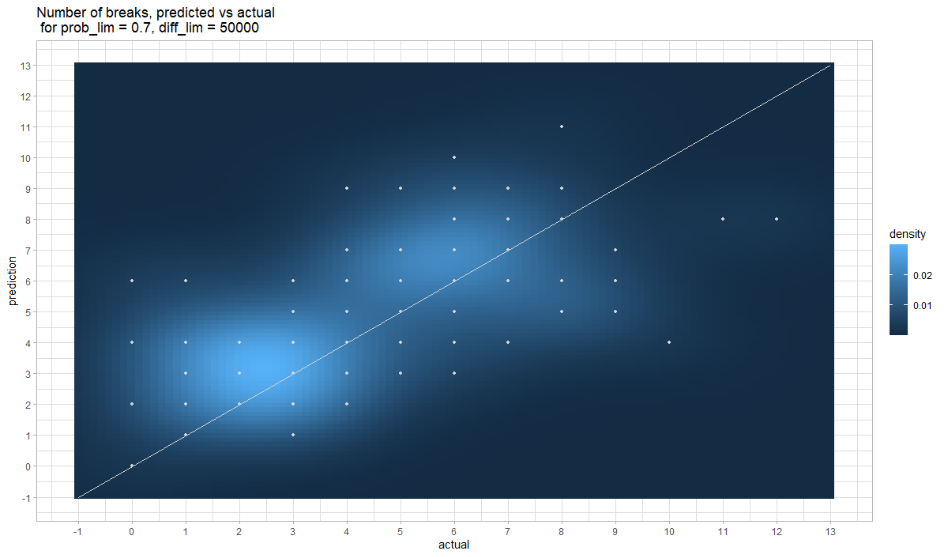 Number of breaks, predicted vs actual
for prob_lim = 0.7, diff_lim = 50000
13
12
11
10
9
8
7
6
5
4
3
2
1
0
-1
prediction
-1 0 1 2 3 4 5 6 7 8 9 10 11 12 13
actual
density
0.02
0.01